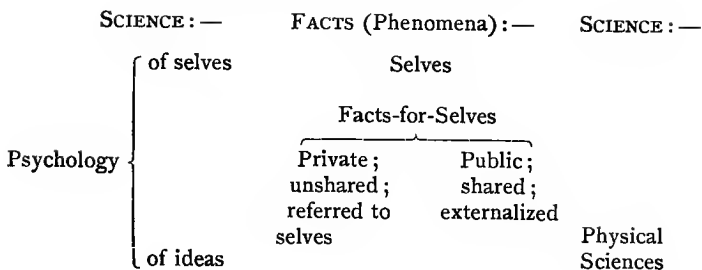 SCIENCE: — FACTS (Phenomena): — SCIENCE: —
of selves Selves
Facts-for-Selves
Psychology Private; Public;
unshared; shared;
referred to externalized
selves Physical
of ideas Sciences